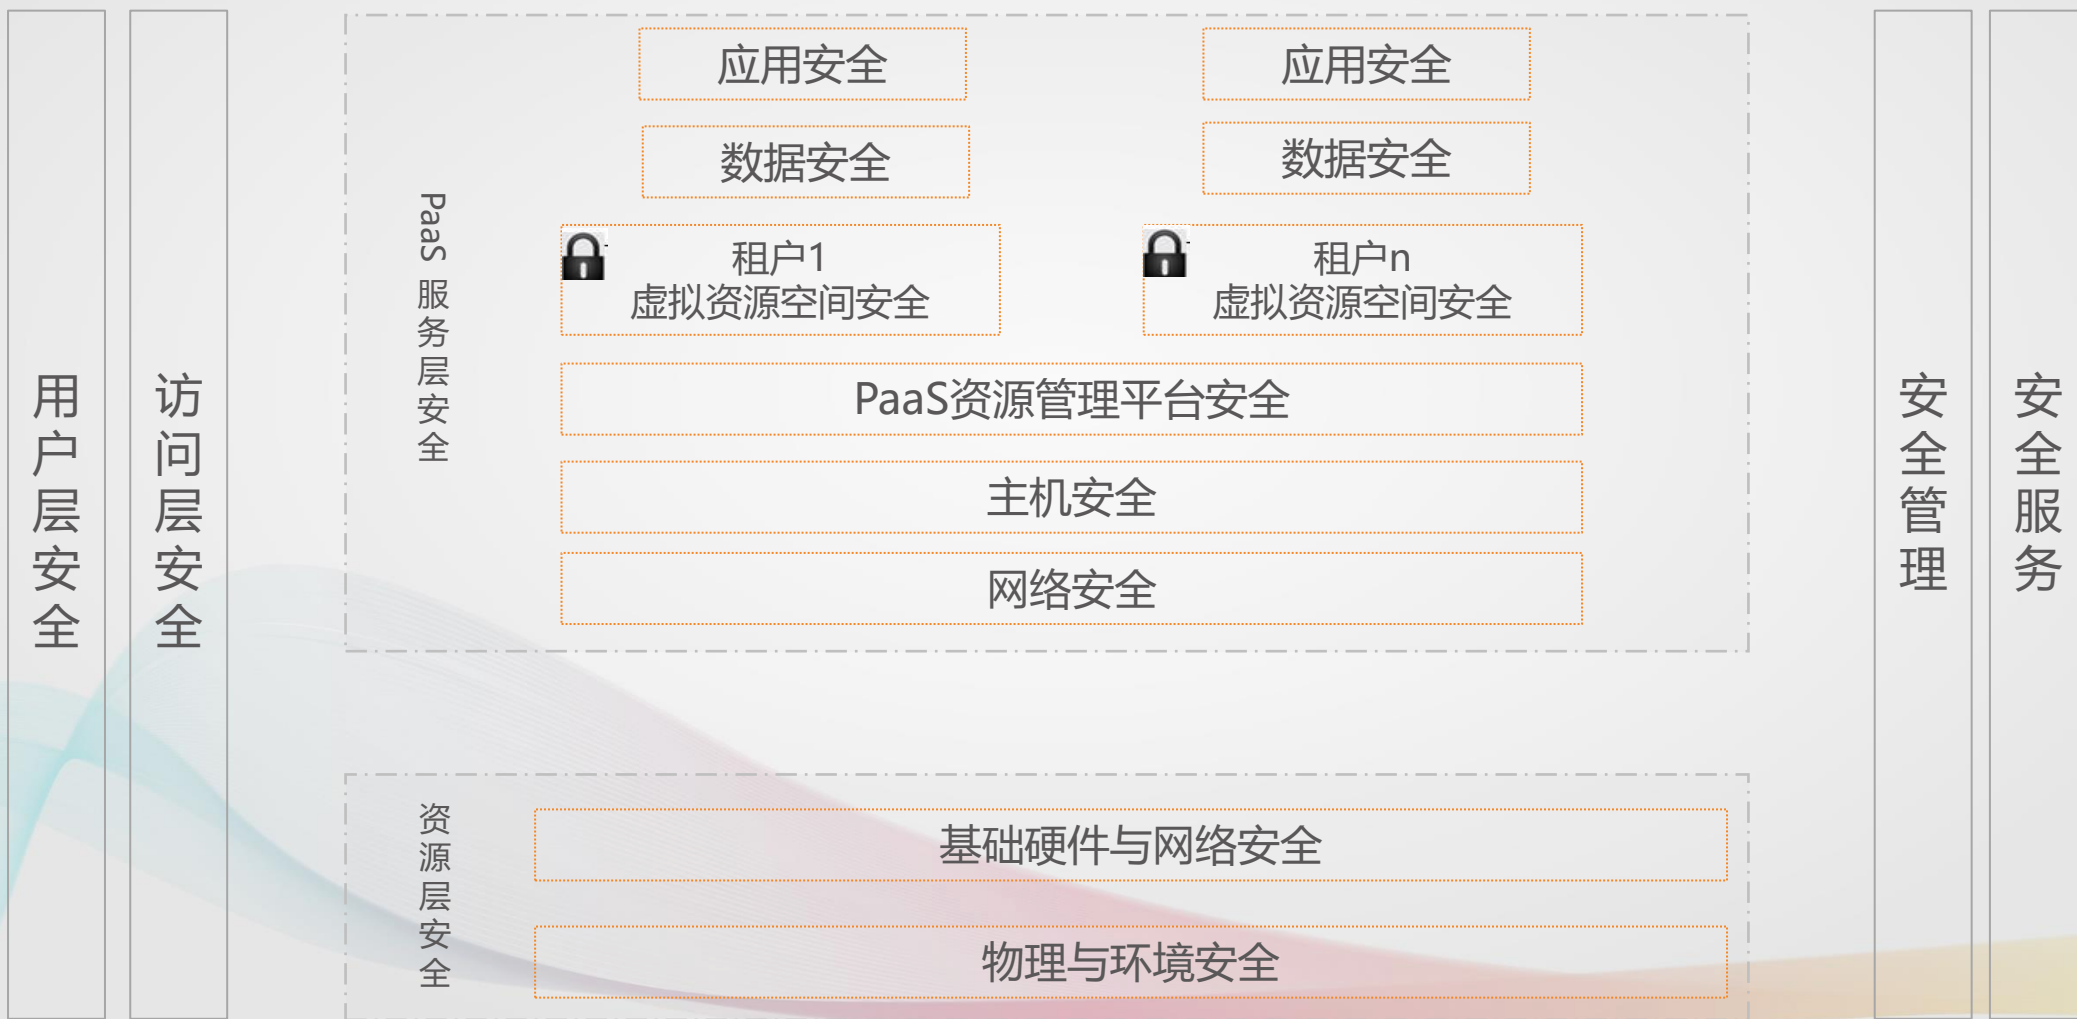 用户层安全
访问层安全
PaaS 服务层安全
应用安全
应用安全
数据安全
数据安全
租户1
虚拟资源空间安全
租户n
虚拟资源空间安全
PaaS资源管理平台安全
主机安全
网络安全
资源层安全
基础硬件与网络安全
物理与环境安全
安全管理
安全服务